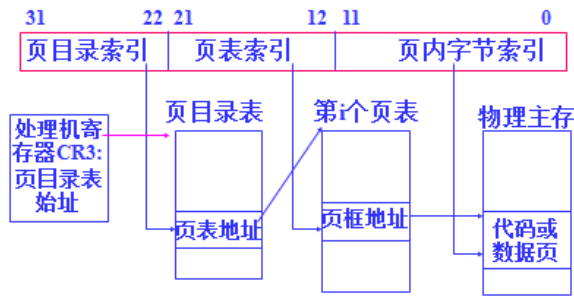 31 22 21 12 11 0
页目录索引 页表索引 页内字节索引
页目录表 第i个页表 物理主存
处理机寄
存器CR3:
页目录表
始址
页表地址
页框地址
代码或
数据页